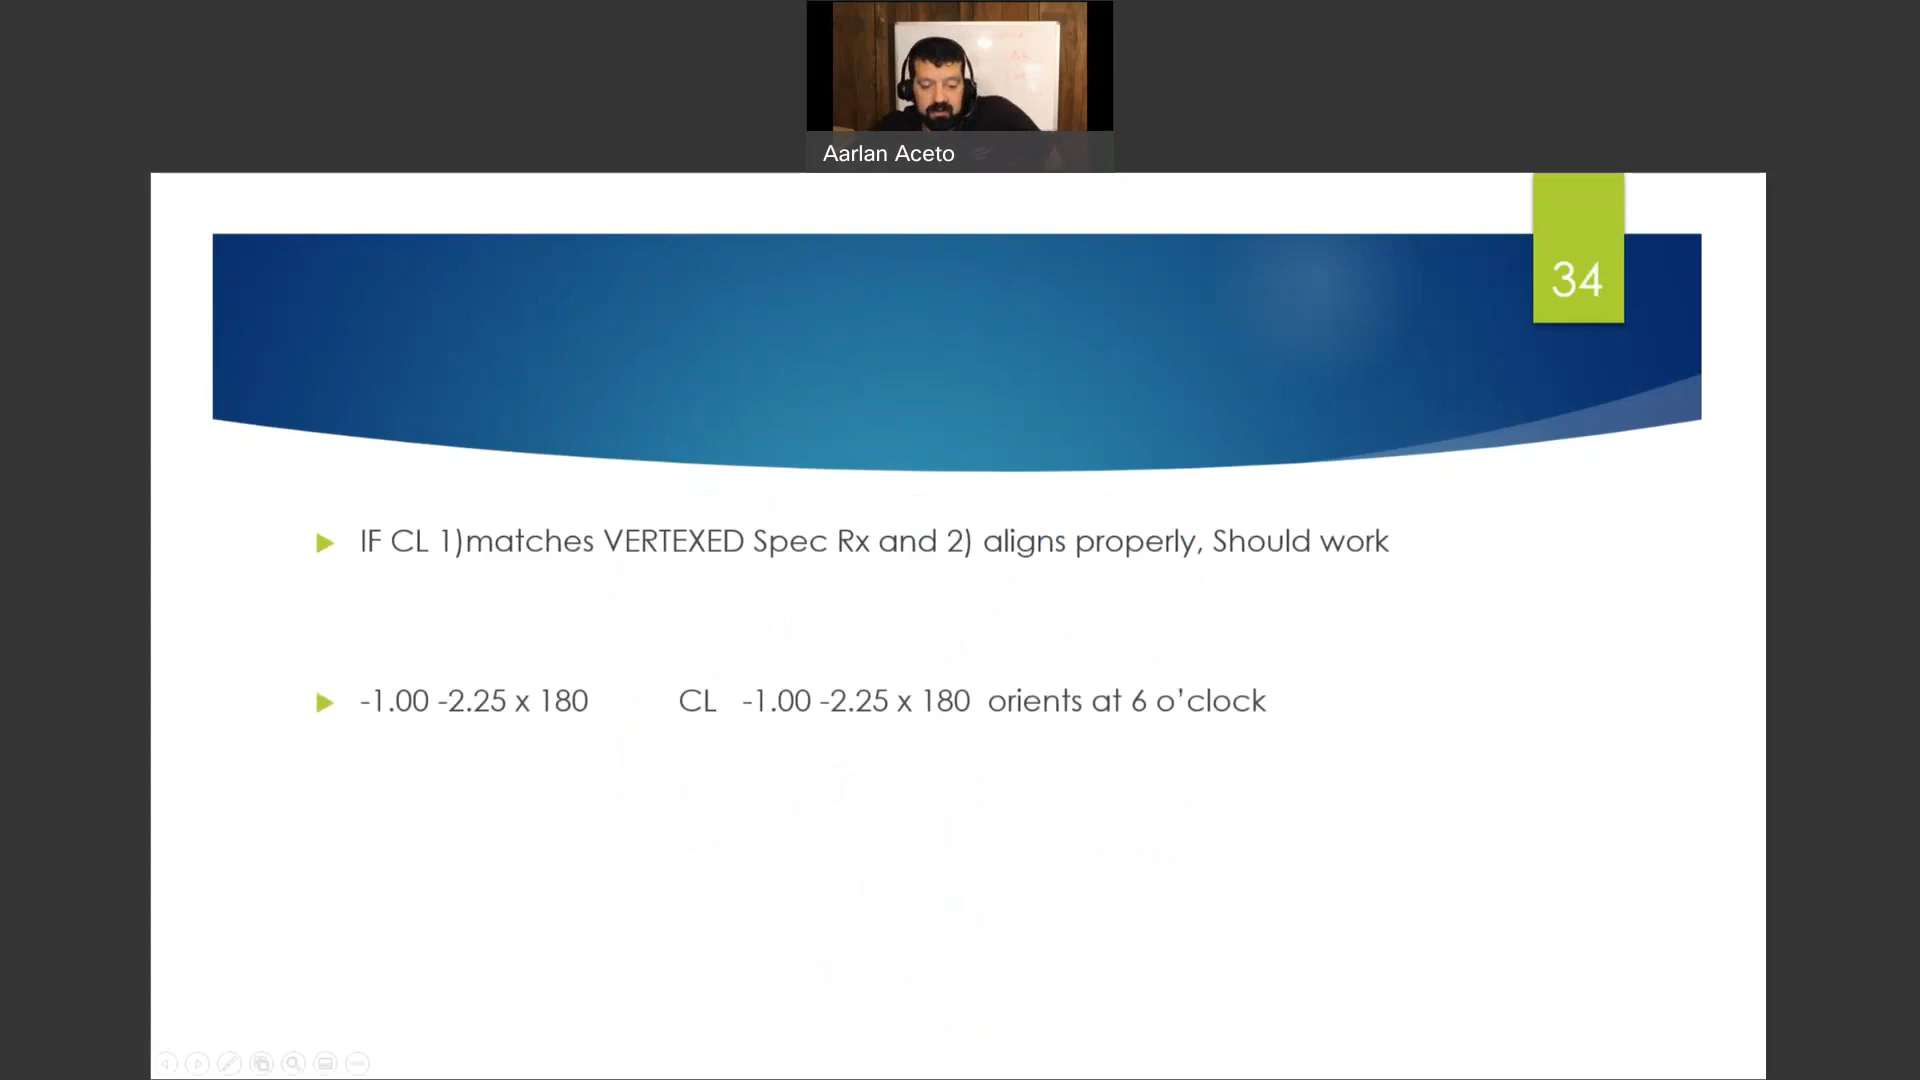 Aarlan Aceto
34
IF CL 1)matches VERTEXED Spec Rx and 2) aligns properly, Should work
-1.00 -2.25 x 180 CL -1.00 -2.25 x 180 orients at 6 o’clock